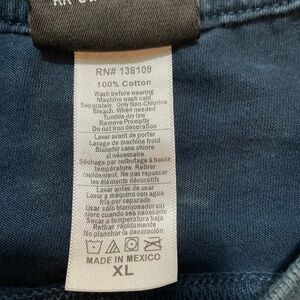 RN# 138109
100% Cotton
Wash before wearing
Machine wash cold
Separately. Only Non-Chlorine
Bleach. When needed
Tumble dry low
Remove Promptly
Do not iron decoration
Lavar avant de porter
Lavage de machine froid
Blanchir sans chlore
si nécessaire
Séchage par culbutage à basse
température. Retirer
rapidement. Ne pas repasser
les éléments décoratifs
Lavar antes de usar
Lavar a maquina con agua
fria por separado
Usar sólo blanqueador sin
cloro cuando sea necesario
Secar a temperatura baja
Retirar rápidamente
No planchar la decoración
MADE IN MEXICO
XL